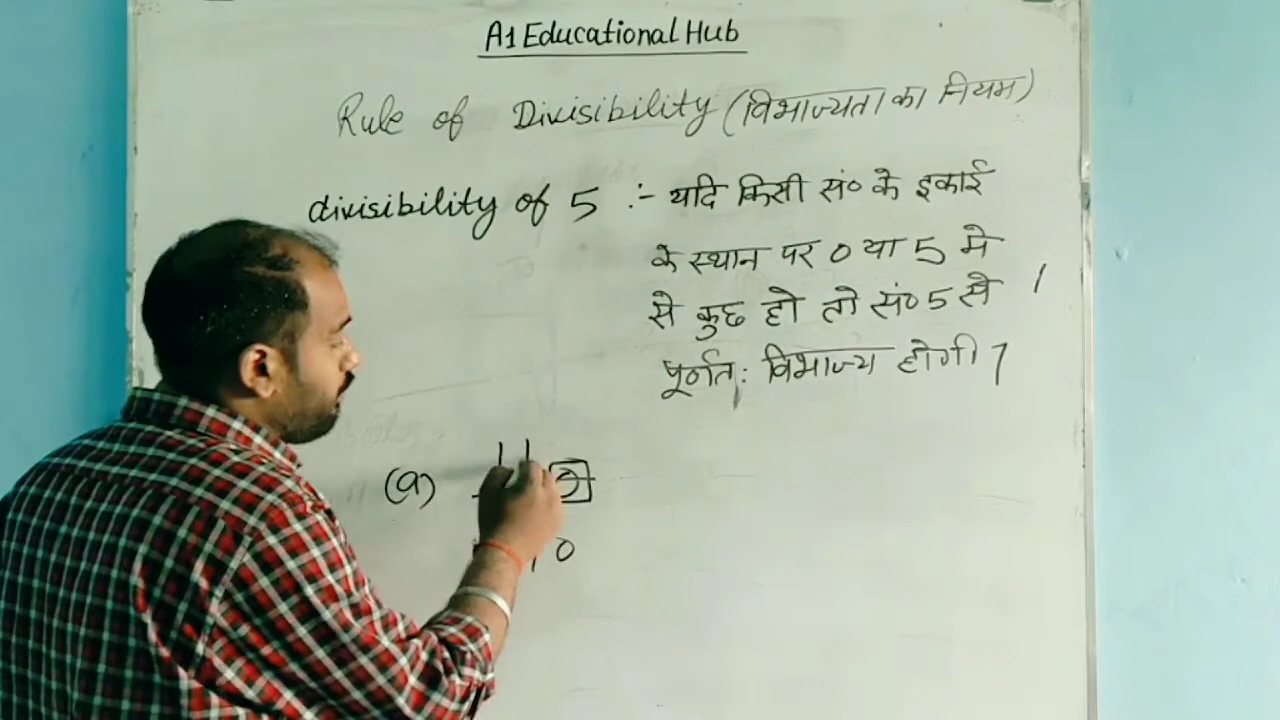 A1 Educational Hub
Rule of Divisibility (विभाज्यता का नियम)
divisibility of 5 :- यदि किसी सं० के इकाई
के स्थान पर 0 या 5 में
से कुछ हो तो सं० 5 से
पूर्णत: विभाज्य होगी
(a) 11
0